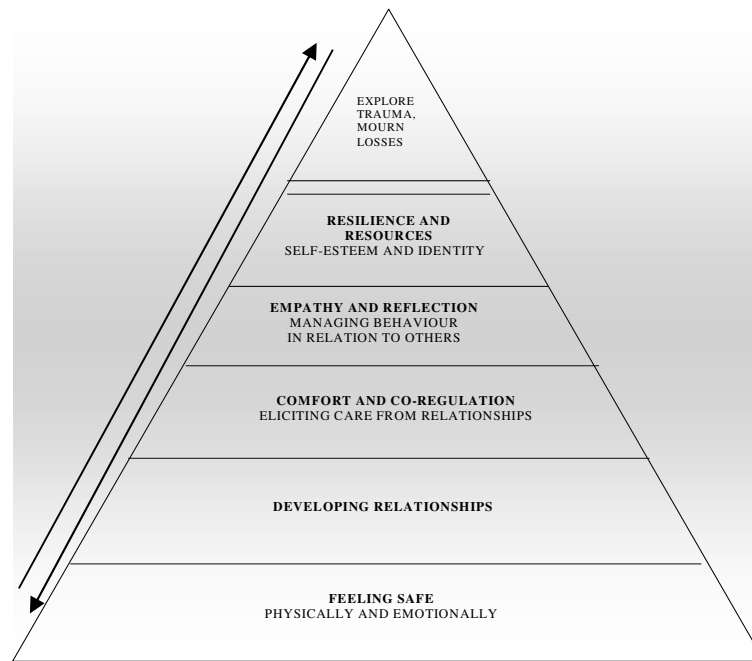 EXPLORE
TRAUMA,
MOURN
LOSSES
RESILIENCE AND
RESOURCES
SELF-ESTEEM AND IDENTITY
EMPATHY AND REFLECTION
MANAGING BEHAVIOUR
IN RELATION TO OTHERS
COMFORT AND CO-REGULATION
ELICITING CARE FROM RELATIONSHIPS
DEVELOPING RELATIONSHIPS
FEELING SAFE
PHYSICALLY AND EMOTIONALLY